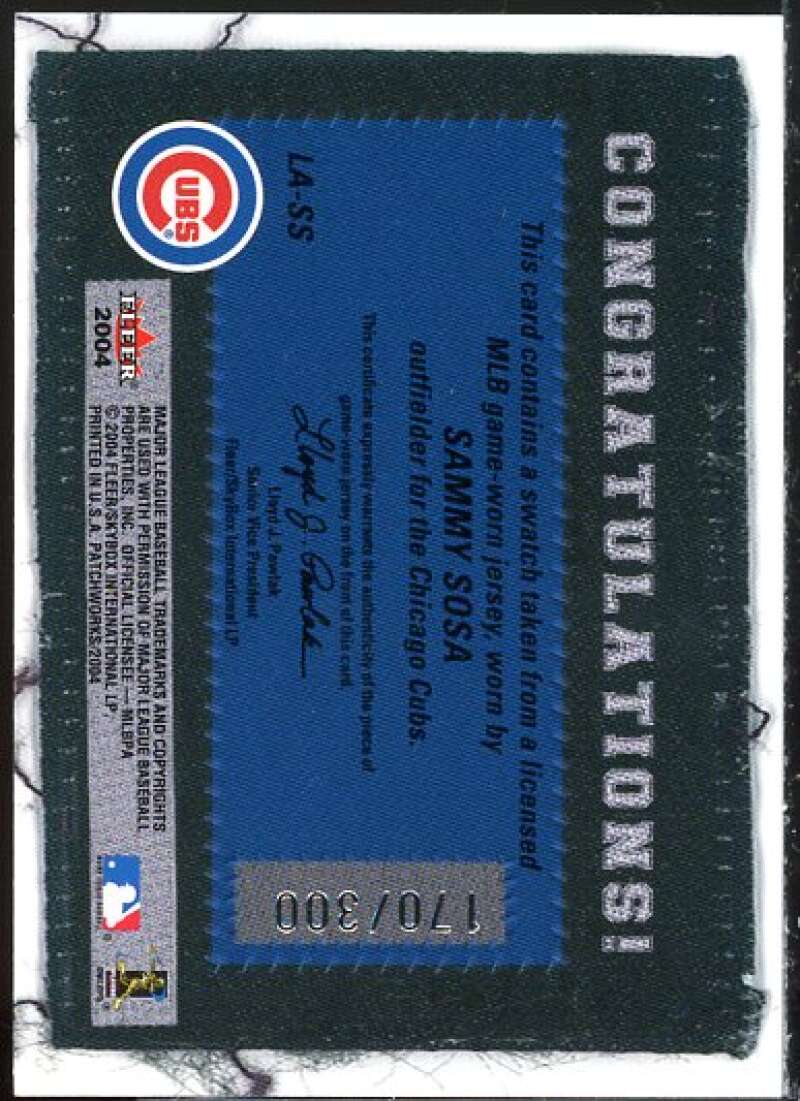 CONGRATULATIONS!
This card contains a swatch taken from a licensed
MLB game-worn jersey, worn by
SAMMY SOSA
outfielder for the Chicago Cubs.
This certificate expressly warrants the authenticity of the piece of
game-worn jersey on the front of this card.
Lloyd J. Pawlak
Lloyd J. Pawlak
Senior Vice President
Fleer/SkyBox International LP
LA-SS
170/300
CUBS®
FLEER
2004
MAJOR LEAGUE BASEBALL TRADEMARKS AND COPYRIGHTS
ARE USED WITH PERMISSION OF MAJOR LEAGUE BASEBALL
PROPERTIES, INC. OFFICIAL LICENSEE — MLBPA
© 2004 FLEER/SKYBOX INTERNATIONAL LP.
PRINTED IN U.S.A. PATCHWORKS-2004